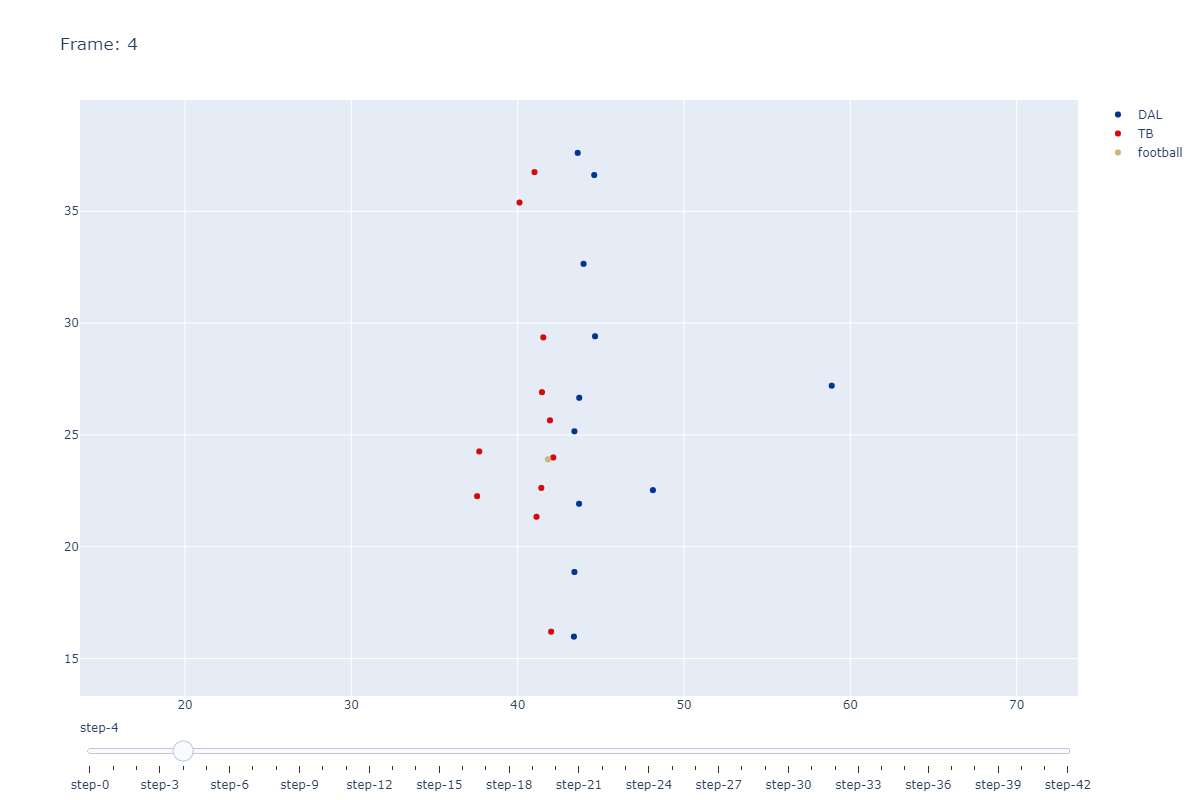 Frame: 4
DAL
TB
football
35
30
25
20
15
20 30 40 50 60 70
step-4
step-0 step-3 step-6 step-9 step-12 step-15 step-18 step-21 step-24 step-27 step-30 step-33 step-36 step-39 step-42